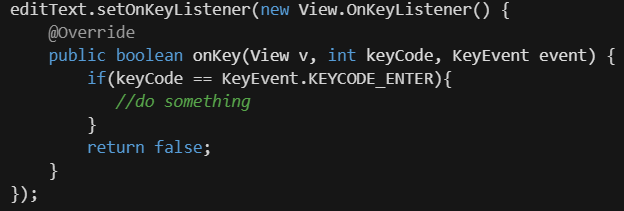 editText.setOnKeyListener(new View.OnKeyListener() {
    @Override
    public boolean onKey(View v, int keyCode, KeyEvent event) {
        if(keyCode == KeyEvent.KEYCODE_ENTER){
           //do something
        }
        return false;
    }
});